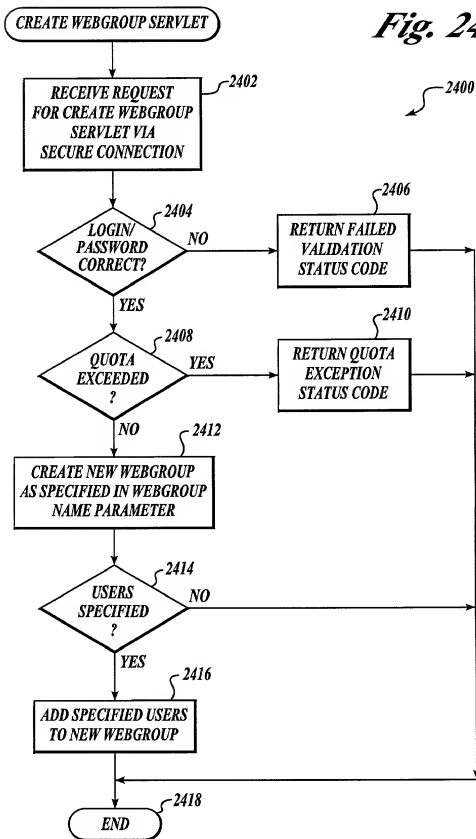 CREATE WEBGROUP SERVLET
Fig. 24
2400
2402
RECEIVE REQUEST
FOR CREATE WEBGROUP
SERVLET VIA
SECURE CONNECTION
2404
LOGIN/
PASSWORD
CORRECT?
NO
YES
2406
RETURN FAILED
VALIDATION
STATUS CODE
2408
QUOTA
EXCEEDED
?
YES
NO
2410
RETURN QUOTA
EXCEPTION
STATUS CODE
2412
CREATE NEW WEBGROUP
AS SPECIFIED IN WEBGROUP
NAME PARAMETER
2414
USERS
SPECIFIED
?
NO
YES
2416
ADD SPECIFIED USERS
TO NEW WEBGROUP
END
2418